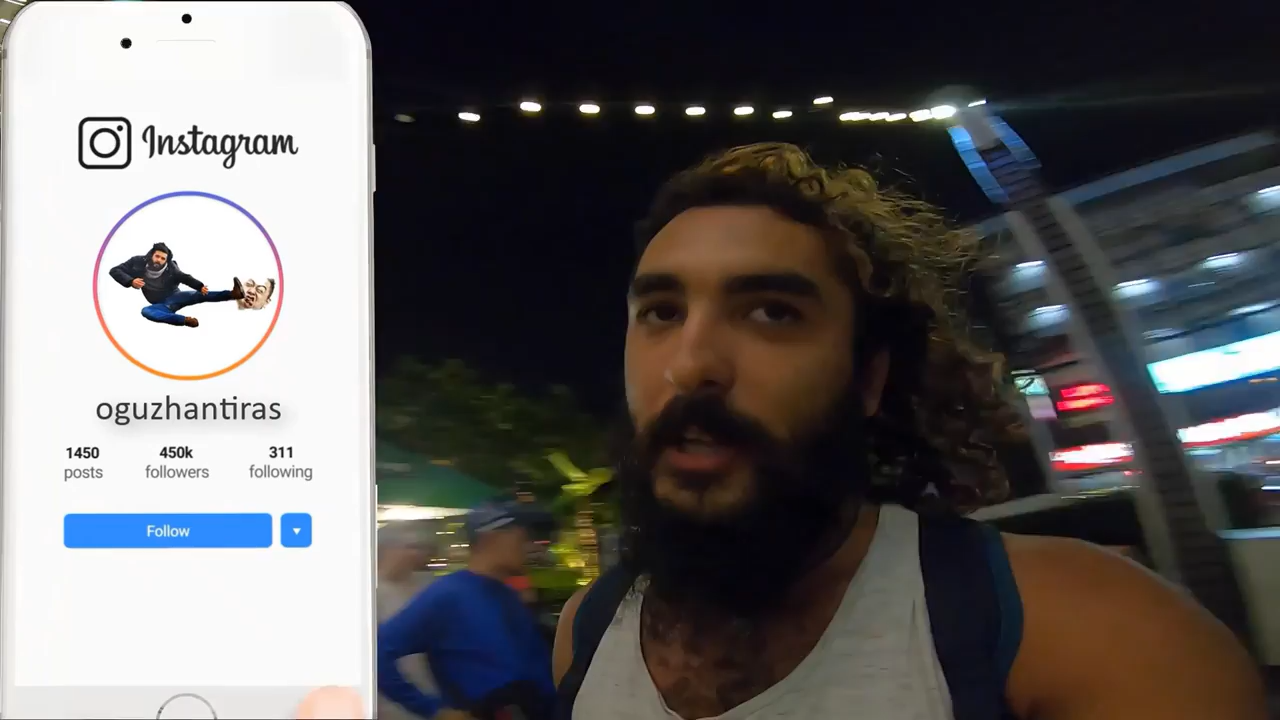 Instagram
oguzhantiras
1450 450k 311
posts followers following
Follow